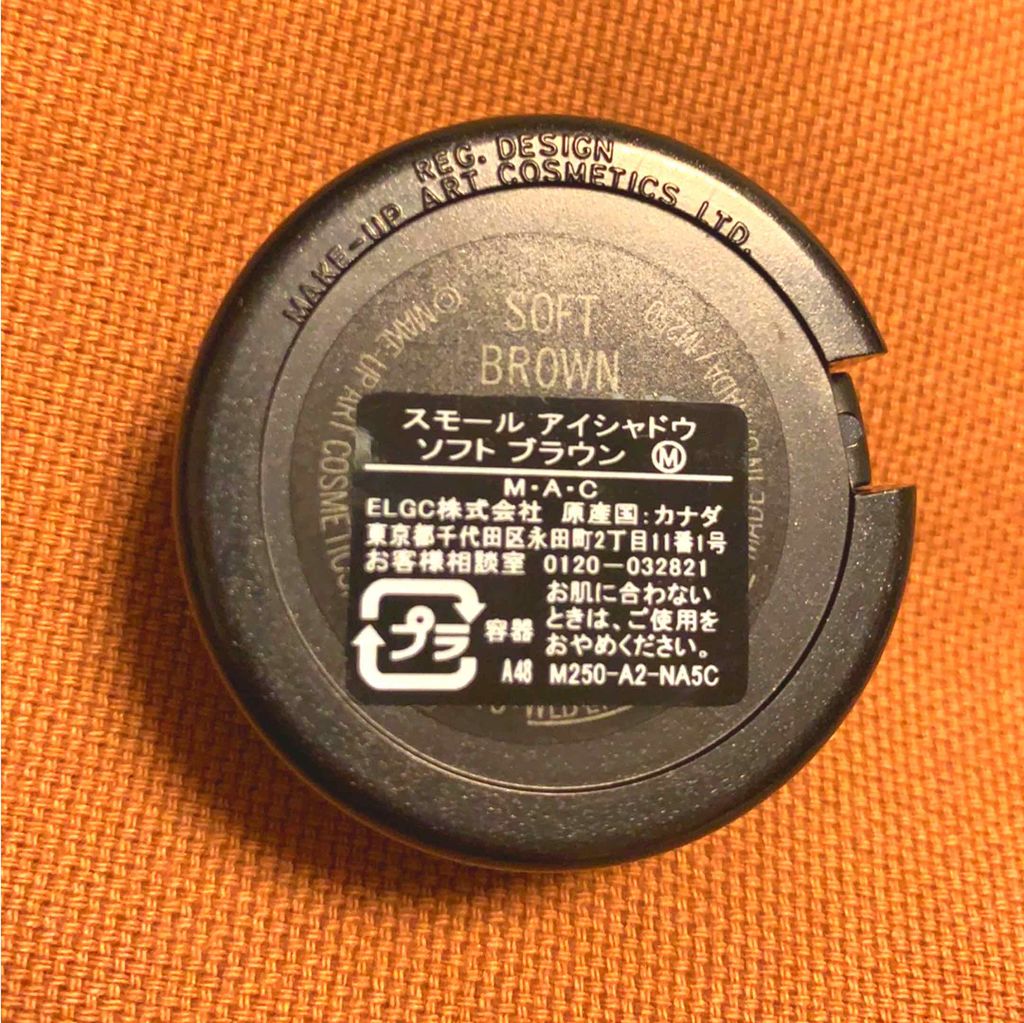 REG. DESIGN
MAKE-UP ART COSMETICS LTD.
SOFT
BROWN
© MAKE-UP ART COSMETICS
M250
スモール アイシャドウ
ソフト ブラウン Ⓜ
M・A・C
ELGC株式会社 原産国:カナダ
東京都千代田区永田町2丁目11番1号
お客様相談室 0120-032821
お肌に合わない
ときは、ご使用を
おやめください。
プラ 容器
A48 M250-A2-NA5C